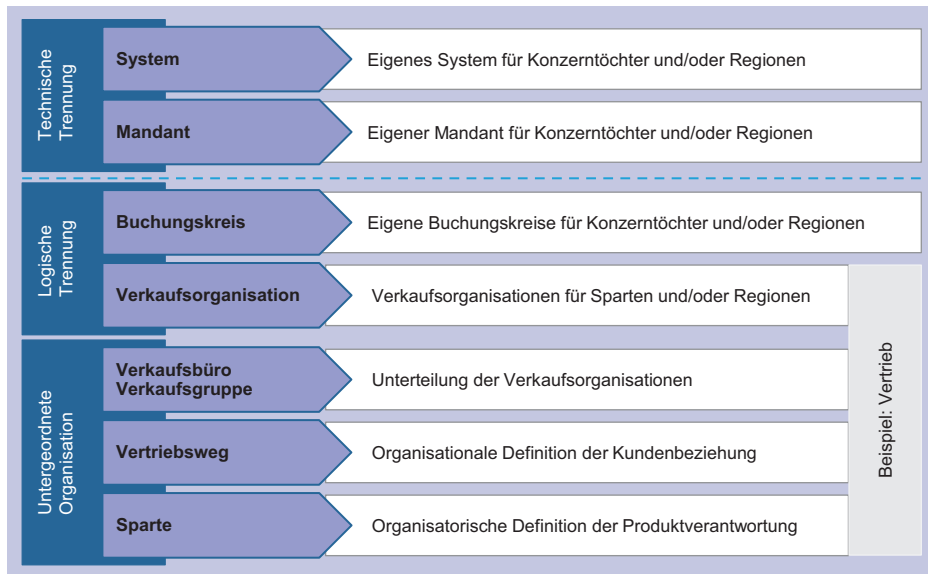 Technische
Trennung
System
Eigenes System für Konzerntöchter und/oder Regionen
Mandant
Eigener Mandant für Konzerntöchter und/oder Regionen
Logische
Trennung
Buchungskreis
Eigene Buchungskreise für Konzerntöchter und/oder Regionen
Verkaufsorganisation
Verkaufsorganisationen für Sparten und/oder Regionen
Untergeordnete
Organisation
Verkaufsbüro
Verkaufsgruppe
Unterteilung der Verkaufsorganisationen
Vertriebsweg
Organisationale Definition der Kundenbeziehung
Sparte
Organisatorische Definition der Produktverantwortung
Beispiel: Vertrieb